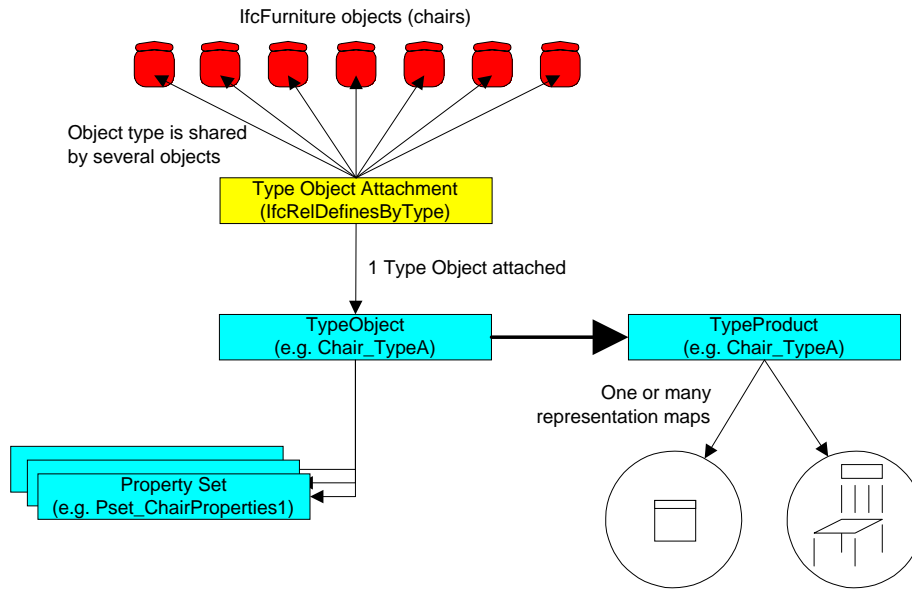 IfcFurniture objects (chairs)
Object type is shared
by several objects
Type Object Attachment
(IfcRelDefinesByType)
1 Type Object attached
TypeObject
(e.g. Chair_TypeA)
TypeProduct
(e.g. Chair_TypeA)
One or many
representation maps
Property Set
(e.g. Pset_ChairProperties1)